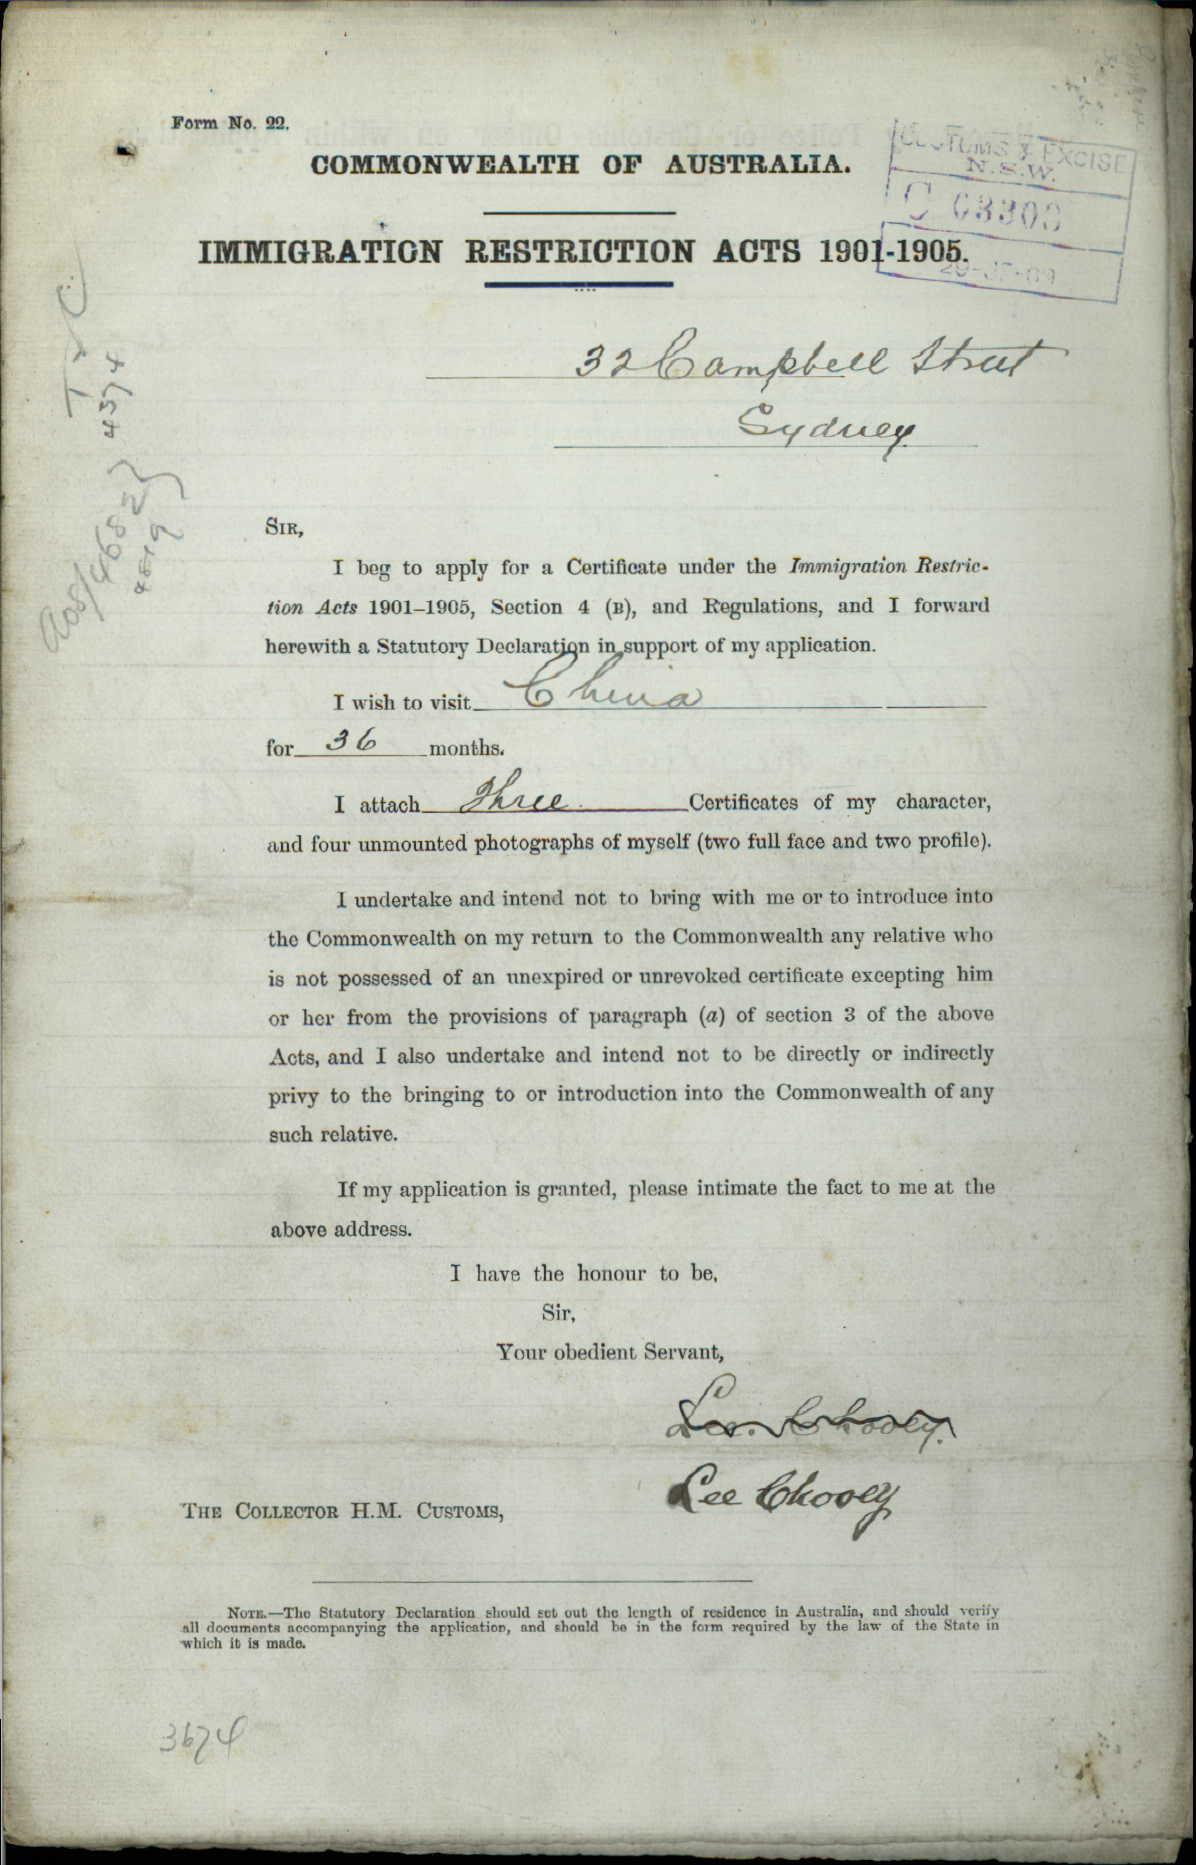 Form No. 22.
COMMONWEALTH OF AUSTRALIA.
IMMIGRATION RESTRICTION ACTS 1901-1905.
CUSTOMS & EXCISE
N.S.W.
C 03300
32 Campbell Street
Sydney
4574
SIR,
I beg to apply for a Certificate under the Immigration Restric-
tion Acts 1901–1905, Section 4 (B), and Regulations, and I forward
herewith a Statutory Declaration in support of my application.
I wish to visit China
for 36 months.
I attach Three Certificates of my character,
and four unmounted photographs of myself (two full face and two profile).
I undertake and intend not to bring with me or to introduce into
the Commonwealth on my return to the Commonwealth any relative who
is not possessed of an unexpired or unrevoked certificate excepting him
or her from the provisions of paragraph (a) of section 3 of the above
Acts, and I also undertake and intend not to be directly or indirectly
privy to the bringing to or introduction into the Commonwealth of any
such relative.
If my application is granted, please intimate the fact to me at the
above address.
I have the honour to be,
Sir,
Your obedient Servant,
Lee Chooey
THE COLLECTOR H.M. CUSTOMS,
NOTE.—The Statutory Declaration should set out the length of residence in Australia, and should verify
all documents accompanying the application, and should be in the form required by the law of the State in
which it is made.
3674